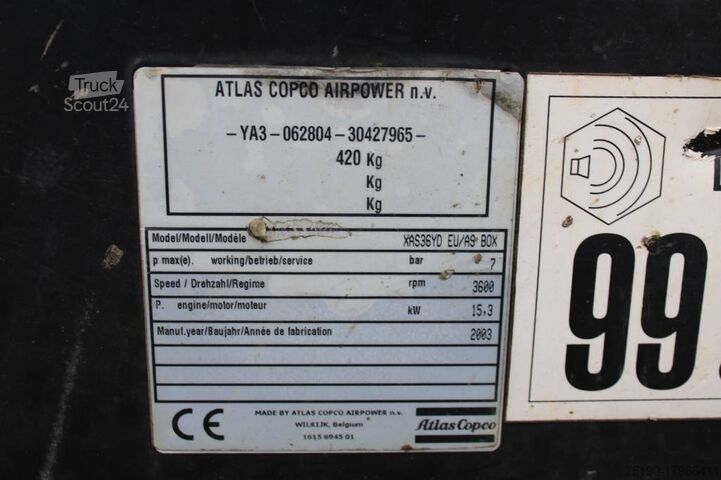 Truck
Scout24
ATLAS COPCO AIRPOWER n.v.
-YA3-062804-30427965-
420 Kg
Kg
Kg
Model/Modell/Modèle XAS36YD EU/AS BOX
p max(e). working/betrieb/service bar 7
Speed / Drehzahl/Regime rpm 3600
P. engine/motor/moteur kW 15,3
Manuf.year/Baujahr/Année de fabrication 2003
CE
MADE BY ATLAS COPCO AIRPOWER n.v.
WILRIJK, Belgium
1615 6945 01
Atlas Copco
99